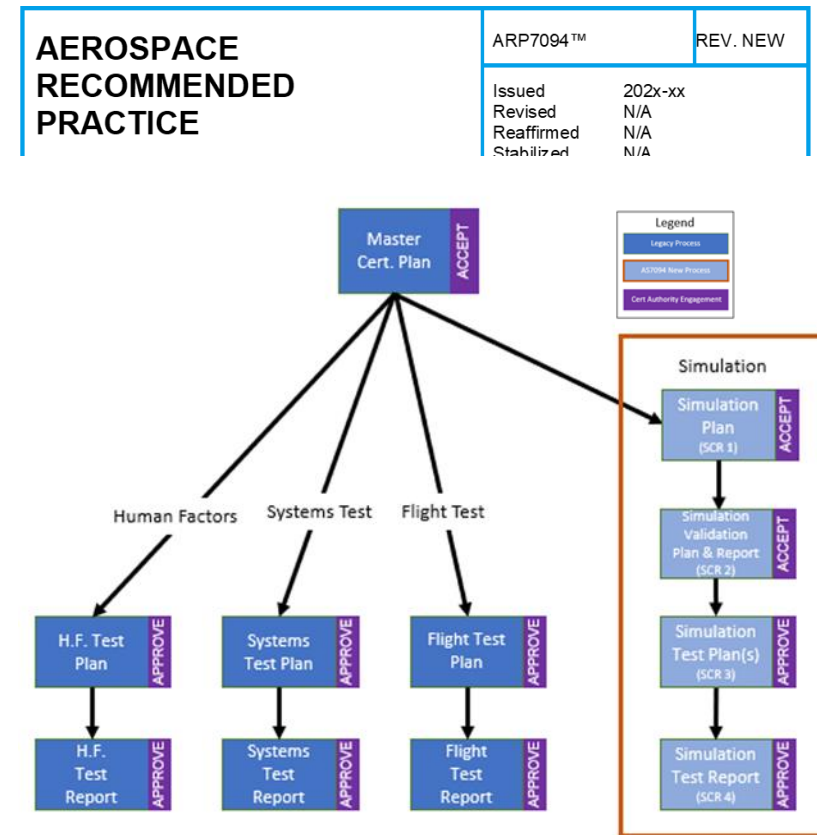 AEROSPACE
RECOMMENDED
PRACTICE
ARP7094™
REV. NEW
Issued 202x-xx
Revised N/A
Reaffirmed N/A
Stabilized N/A
Master
Cert. Plan
ACCEPT
Legend
Legacy Process
AS7094 New Process
Cert Authority Engagement
Simulation
Simulation
Plan
(SCR 1)
ACCEPT
Human Factors
Systems Test
Flight Test
Simulation
Validation
Plan & Report
(SCR 2)
ACCEPT
H.F. Test
Plan
APPROVE
Systems
Test Plan
APPROVE
Flight Test
Plan
APPROVE
Simulation
Test Plan(s)
(SCR 3)
APPROVE
H.F.
Test
Report
APPROVE
Systems
Test
Report
APPROVE
Flight
Test
Report
APPROVE
Simulation
Test Report
(SCR 4)
APPROVE